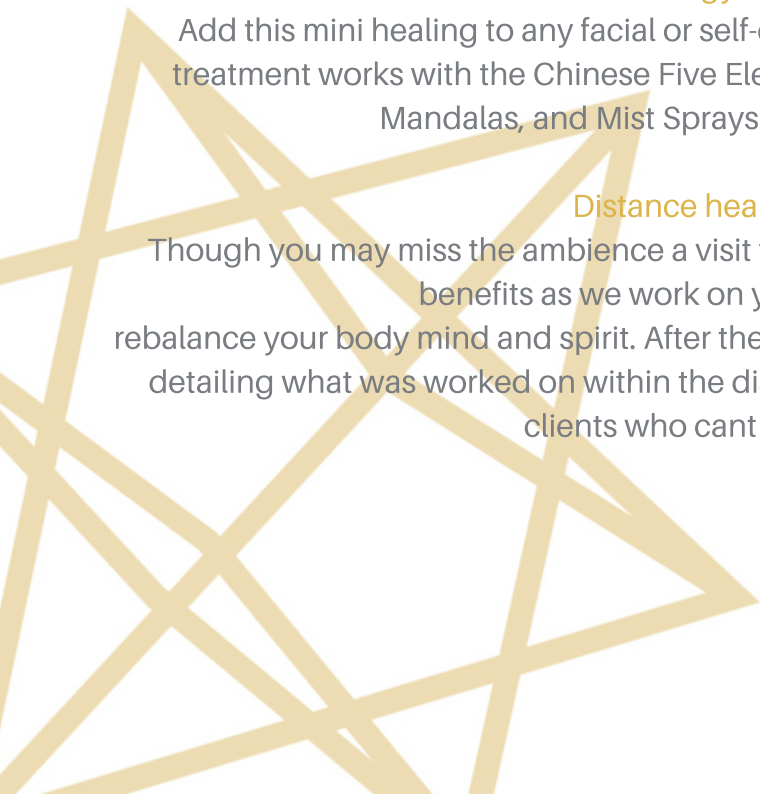 Add this mini healing to any facial or self-
treatment works with the Chinese Five Ele
Mandalas, and Mist Sprays
Distance hea
Though you may miss the ambience a visit
benefits as we work on y
rebalance your body mind and spirit. After the
detailing what was worked on within the di
clients who cant